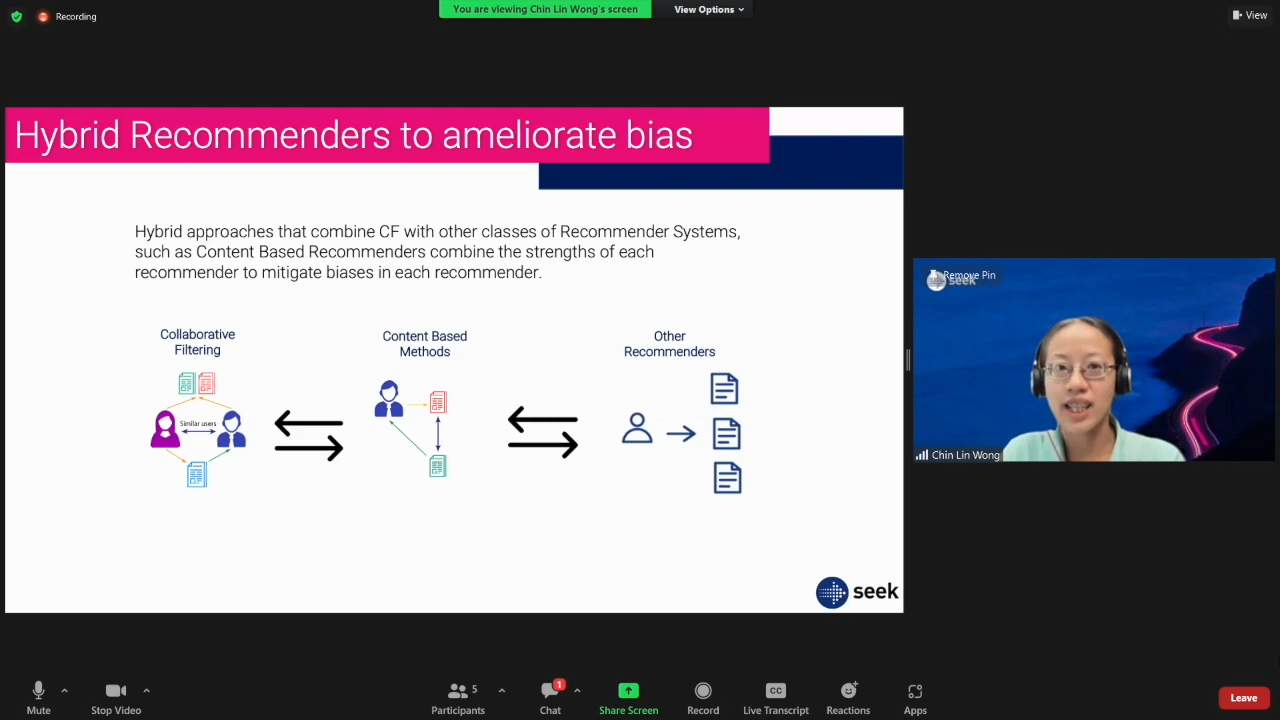 Recording
You are viewing Chin Lin Wong's screen
View Options
View
Hybrid Recommenders to ameliorate bias
Hybrid approaches that combine CF with other classes of Recommender Systems,
such as Content Based Recommenders combine the strengths of each
recommender to mitigate biases in each recommender.
Collaborative
Filtering
Similar users
Content Based
Methods
Other
Recommenders
seek
Remove Pin
seek
Chin Lin Wong
Mute
Stop Video
5
Participants
1
Chat
Share Screen
Record
CC
Live Transcript
Reactions
Apps
Leave